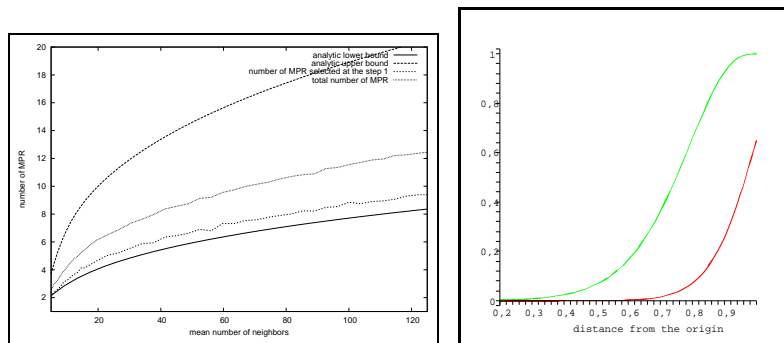 20
18
16
14
12
10
8
6
4
2
number of MPR
analytic lower bound
analytic upper bound
number of MPR selected at the step 1
total number of MPR
20
40
60
80
100
120
mean number of neighbors
1
0,8
0,6
0,4
0,2
0
0,2 0,3 0,4 0,5 0,6 0,7 0,8 0,9
distance from the origin